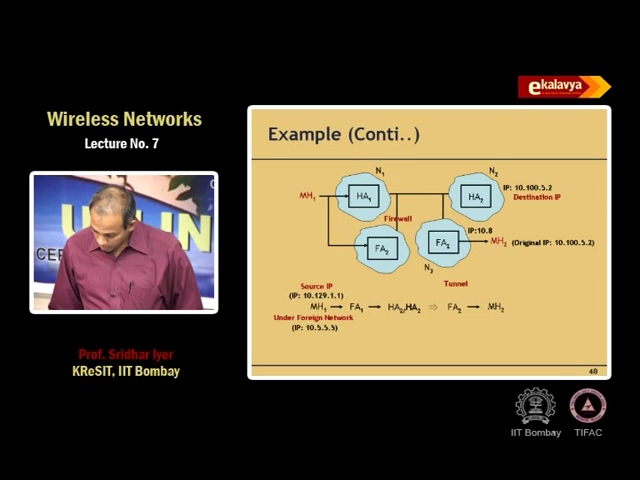 ekalavya
Wireless Networks
Lecture No. 7
Example (Conti..)
N1
N2
MH1
HA1
HA2
IP: 10.100.5.2
Destination IP
Firewall
FA2
FA2
IP:10.8
MH2
(Original IP: 10.100.5.2)
N3
Source IP
(IP: 10.129.1.1)
Tunnel
MH1 → FA1 → HA2/HA2 ⇒ FA2 → MH2
Under Foreign Network
(IP: 10.5.5.5)
48
Prof. Sridhar Iyer
KReSIT, IIT Bombay
IIT Bombay
TIFAC